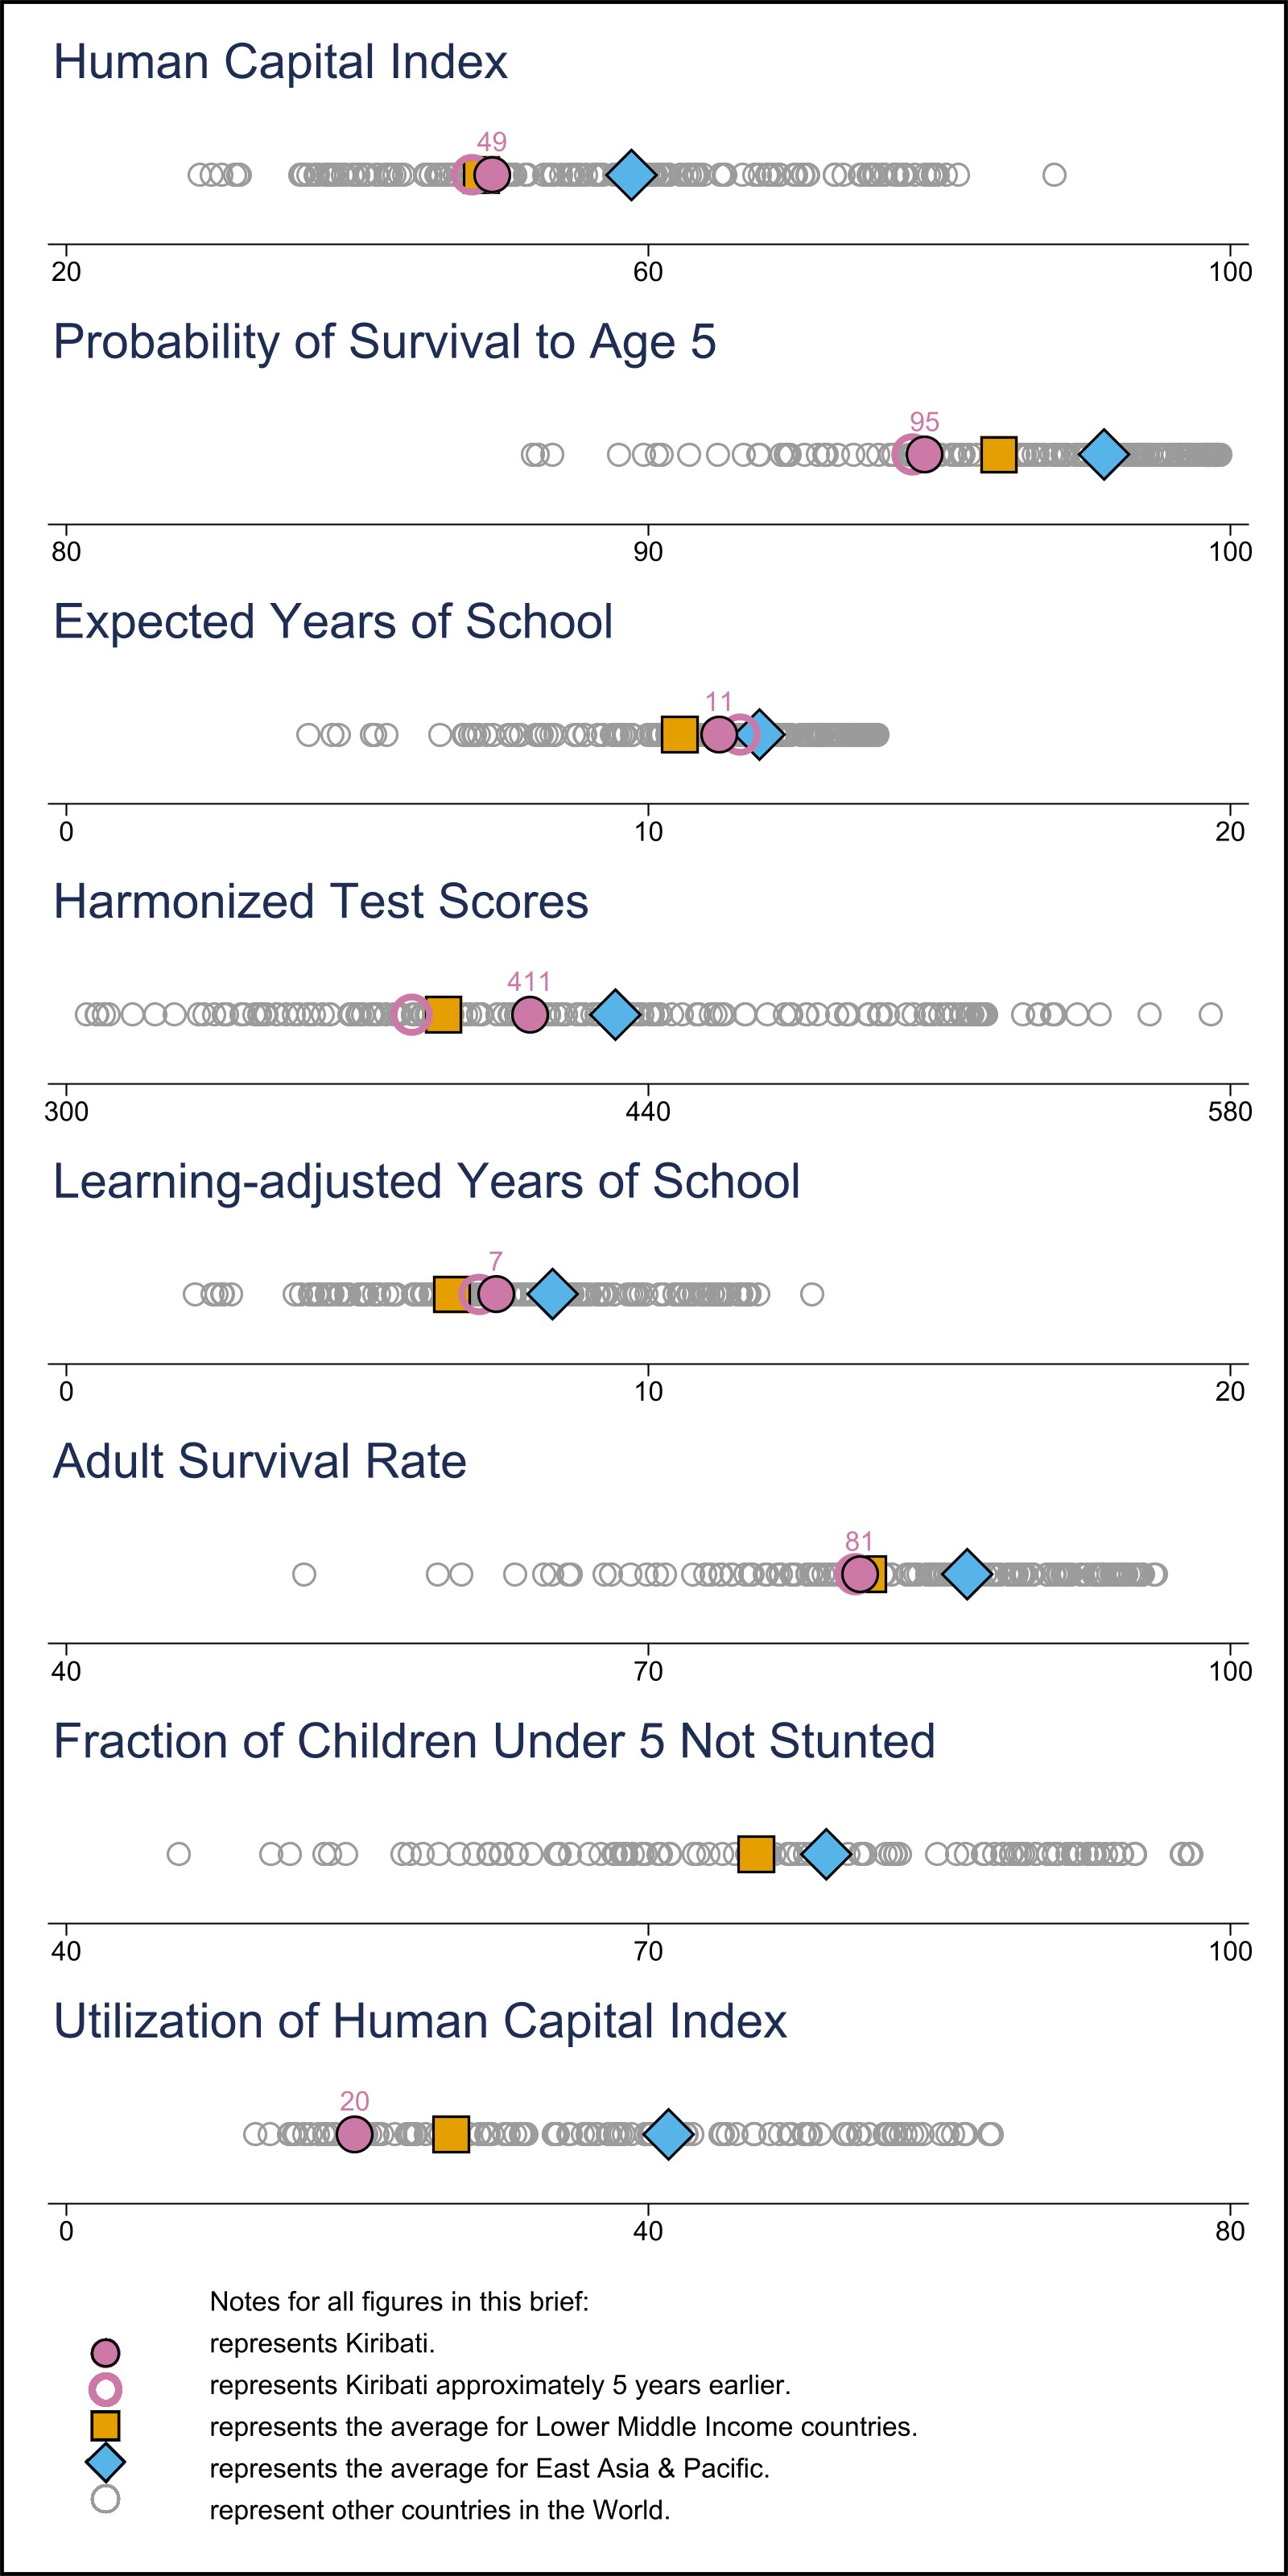 Human Capital Index
49
20 60 100
Probability of Survival to Age 5
95
80 90 100
Expected Years of School
11
0 10 20
Harmonized Test Scores
411
300 440 580
Learning-adjusted Years of School
7
0 10 20
Adult Survival Rate
81
40 70 100
Fraction of Children Under 5 Not Stunted
40 70 100
Utilization of Human Capital Index
20
0 40 80
Notes for all figures in this brief:
represents Kiribati.
represents Kiribati approximately 5 years earlier.
represents the average for Lower Middle Income countries.
represents the average for East Asia & Pacific.
represent other countries in the World.